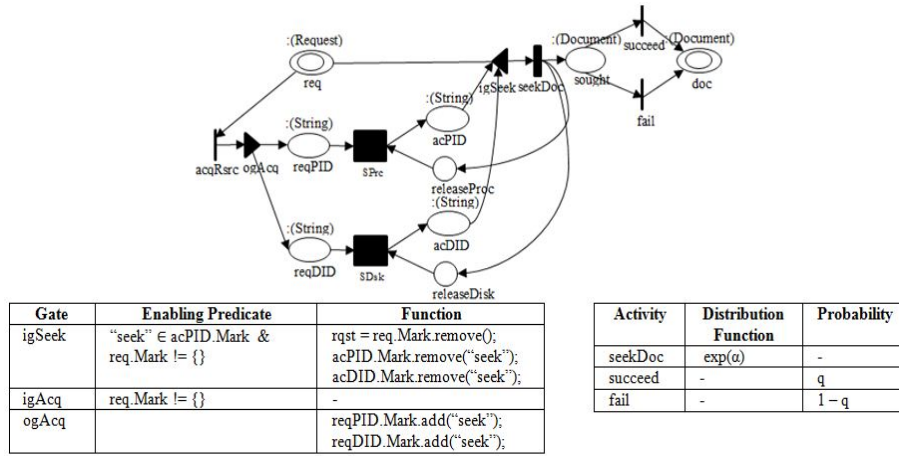 :(Request)
req
:(Document)
succeed
:(Document)
igSeek
seekDoc
sought
doc
fail
:(String)
acPID
:(String)
acqRsrc
ogAcq
reqPID
SPrc
releaseProc
:(String)
:(String)
acDID
reqDID
SDsk
releaseDisk
Gate Enabling Predicate Function
igSeek “seek” ∈ acPID.Mark & rqst = req.Mark.remove();
req.Mark != {} acPID.Mark.remove(“seek”);
acDID.Mark.remove(“seek”);
igAcq req.Mark != {} -
ogAcq reqPID.Mark.add(“seek”);
reqDID.Mark.add(“seek”);
Activity Distribution Probability
Function
seekDoc exp(α) -
succeed - q
fail - 1 – q